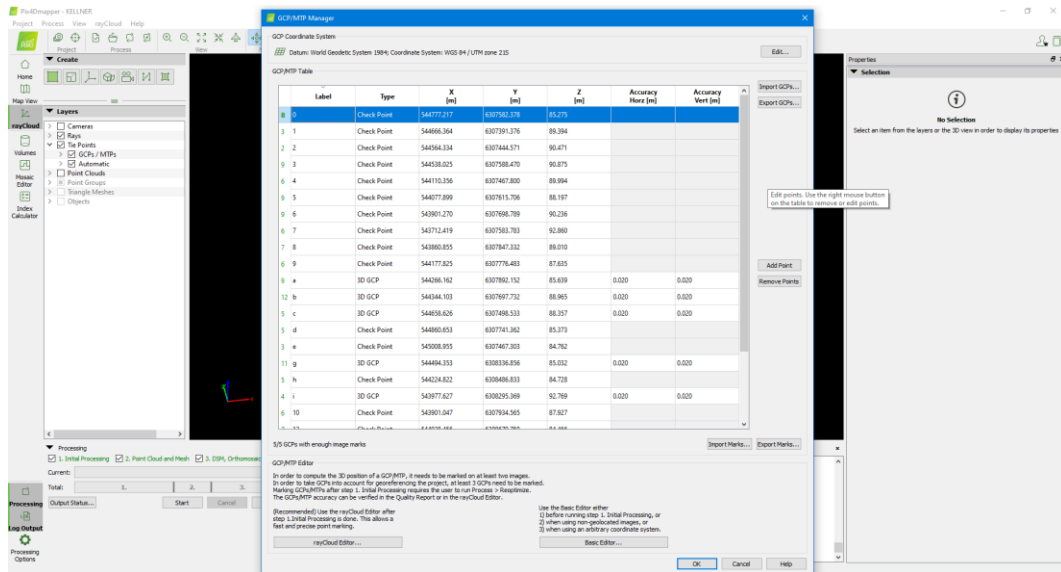 Pix4Dmapper - KELLNER
Project Process View rayCloud Help
Project Process View
Home
Map View
rayCloud
Volumes
Mosaic Editor
Index Calculator
Create
Layers
Cameras
Rays
Tie Points
GCPs / MTPs
Automatic
Point Clouds
Point Groups
Triangle Meshes
Objects
Processing
1. Initial Processing 2. Point Cloud and Mesh 3. DSM, Orthomosaic
Current:
Total: 1. 2. 3.
Output Status... Start Cancel
Processing
Log Output
Processing Options
GCP/MTP Manager
GCP Coordinate System
Datum: World Geodetic System 1984; Coordinate System: WGS 84 / UTM zone 21S
Edit...
GCP/MTP Table
Label Type X [m] Y [m] Z [m] Accuracy Horz [m] Accuracy Vert [m]
8 0 Check Point 544777.217 6307582.378 85.275
3 1 Check Point 544666.364 6307391.376 89.394
2 2 Check Point 544564.334 6307444.571 90.471
9 3 Check Point 544538.025 6307588.470 90.875
6 4 Check Point 544110.356 6307467.800 89.994
9 5 Check Point 544077.899 6307615.706 88.197
9 6 Check Point 543901.270 6307698.789 90.236
6 7 Check Point 543712.419 6307583.783 92.860
7 8 Check Point 543860.855 6307847.332 89.010
6 9 Check Point 544177.825 6307776.483 87.635
9 a 3D GCP 544266.162 6307892.152 85.639 0.020 0.020
12 b 3D GCP 544344.103 6307697.732 88.965 0.020 0.020
5 c 3D GCP 544658.626 6307498.533 88.357 0.020 0.020
5 d Check Point 544860.653 6307741.362 85.373
3 e Check Point 545008.955 6307467.303 84.762
11 g 3D GCP 544494.353 6308336.856 85.032 0.020 0.020
5 h Check Point 544224.822 6308486.833 84.728
4 i 3D GCP 543977.627 6308295.369 92.769 0.020 0.020
6 10 Check Point 543901.047 6307934.565 87.927
Import GCPs...
Export GCPs...
Add Point
Remove Points
5/5 GCPs with enough image marks
Import Marks... Export Marks...
GCP/MTP Editor
In order to compute the 3D position of a GCP/MTP, it needs to be marked on at least two images.
In order to take GCPs into account for georeferencing the project, at least 3 GCPs need to be marked.
Marking GCPs/MTPs after step 1. Initial Processing requires the user to run Process > Reoptimize.
The GCPs/MTP accuracy can be verified in the Quality Report or in the rayCloud Editor.
(Recommended) Use the rayCloud Editor after
step 1.Initial Processing is done. This allows a
fast and precise point marking.
rayCloud Editor...
Use the Basic Editor either
1) before running step 1. Initial Processing, or
2) when using non-geolocated images, or
3) when using an arbitrary coordinate system.
Basic Editor...
OK Cancel Help
Edit points. Use the right mouse button
on the table to remove or edit points.
Properties
Selection
No Selection
Select an item from the layers or the 3D view in order to display its properties